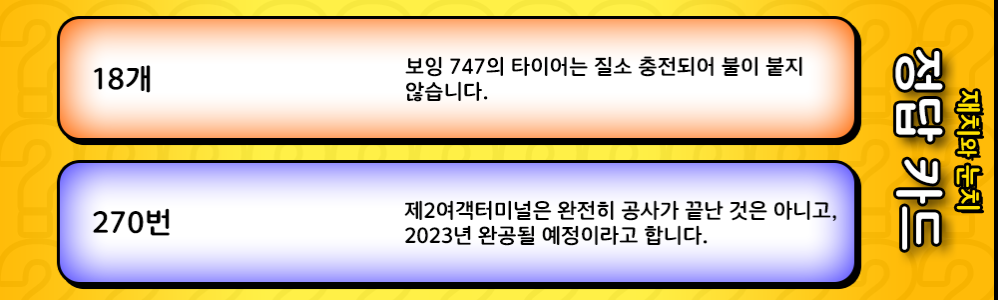 18개
보잉 747의 타이어는 질소 충전되어 불이 붙지
않습니다.
270번
제2여객터미널은 완전히 공사가 끝난 것은 아니고,
2023년 완공될 예정이라고 합니다.
재치와 눈치
정답 카드